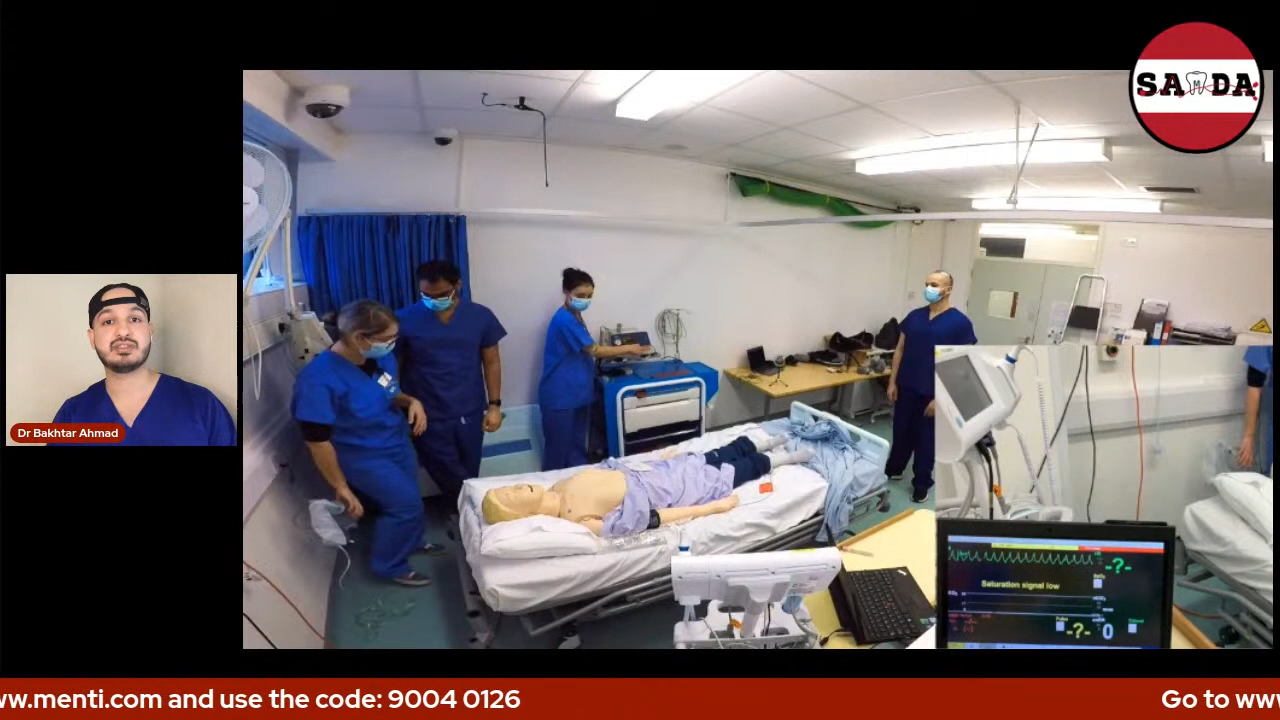 SAMDA
Dr Bakhtar Ahmad
Saturation signal low
-?-
-?- 0
ww.menti.com and use the code: 9004 0126
Go to www